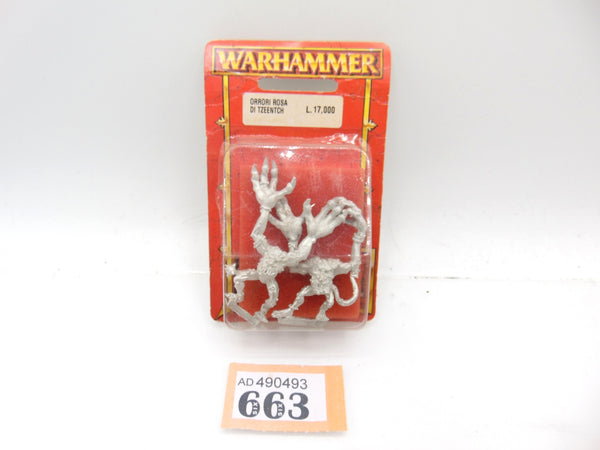 WARHAMMER
ORRORI ROSA
DI TZEENTCH L. 17,000
AD 490493
663